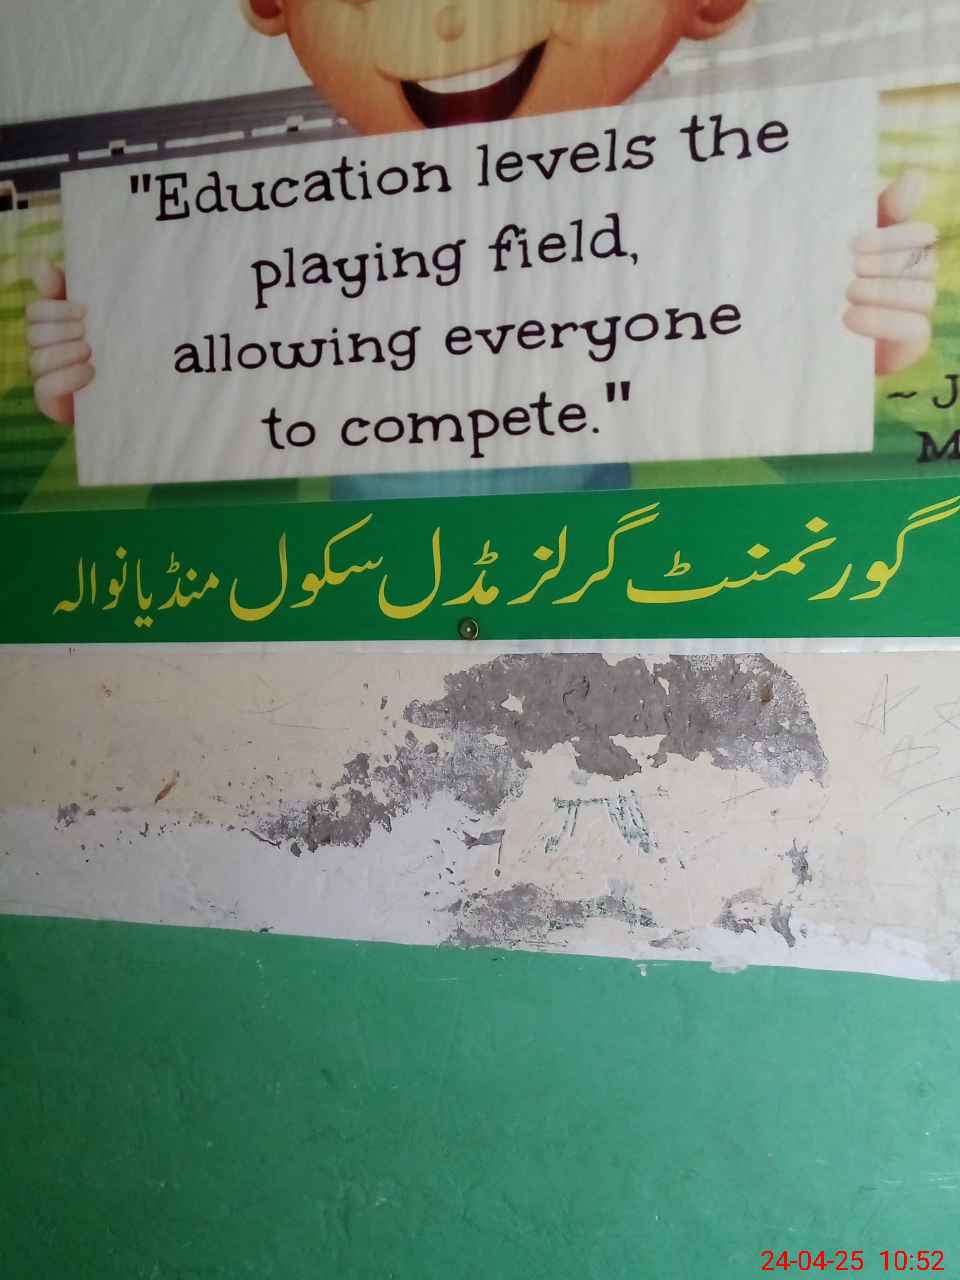 "Education levels the
playing field,
allowing everyone
to compete."
~ J
M
گورنمنٹ گرلز مڈل سکول منڈیانوالہ
24-04-25 10:52